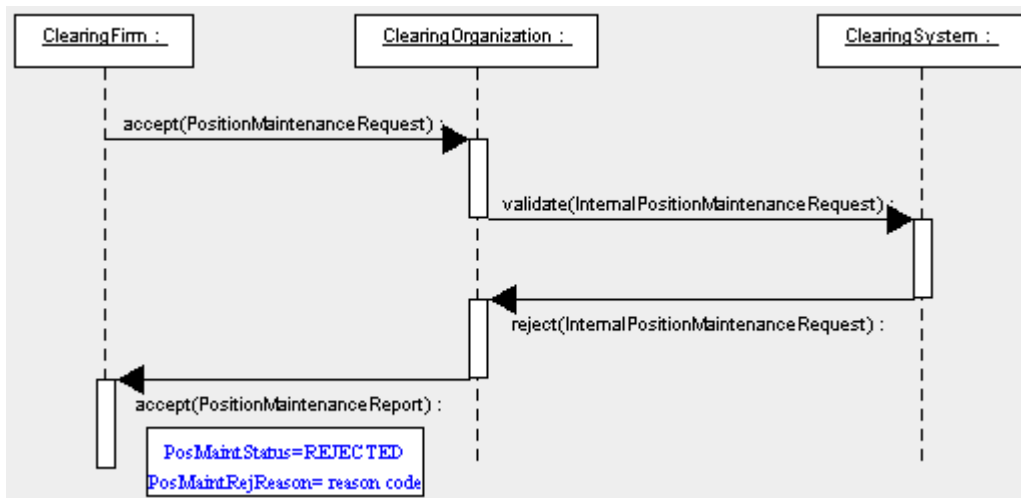 ClearingFirm :
ClearingOrganization :
ClearingSystem :
accept(PositionMaintenanceRequest) :
validate(InternalPositionMaintenanceRequest) :
reject(InternalPositionMaintenanceRequest) :
accept(PositionMaintenanceReport) :
PosMaintStatus=REJECTED
PosMaintRejReason= reason code